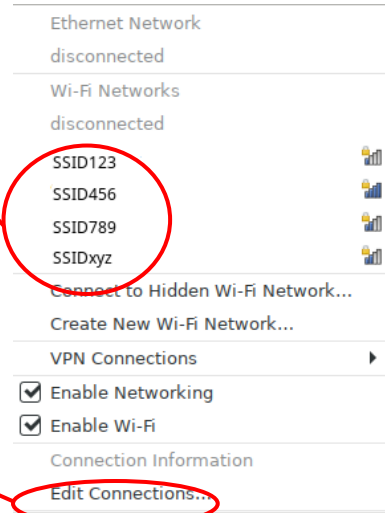 Ethernet Network
disconnected
Wi-Fi Networks
disconnected
SSID123
SSID456
SSID789
SSIDxyz
Connect to Hidden Wi-Fi Network...
Create New Wi-Fi Network...
VPN Connections
Enable Networking
Enable Wi-Fi
Connection Information
Edit Connections...